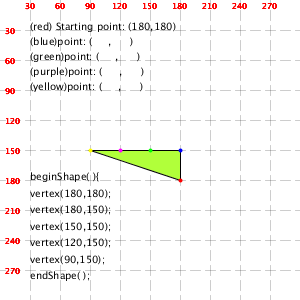 30 60 90 120 150 180 210 240 270
30
(red) Starting point: (180,180)
(blue)point: ( , )
(green)point: ( , )
60
(purple)point: ( , )
(yellow)point: ( , )
90
120
150
beginShape(){
180
vertex(180,180);
vertex(180,150);
210
vertex(150,150);
vertex(120,150);
240
vertex(90,150);
endShape();
270